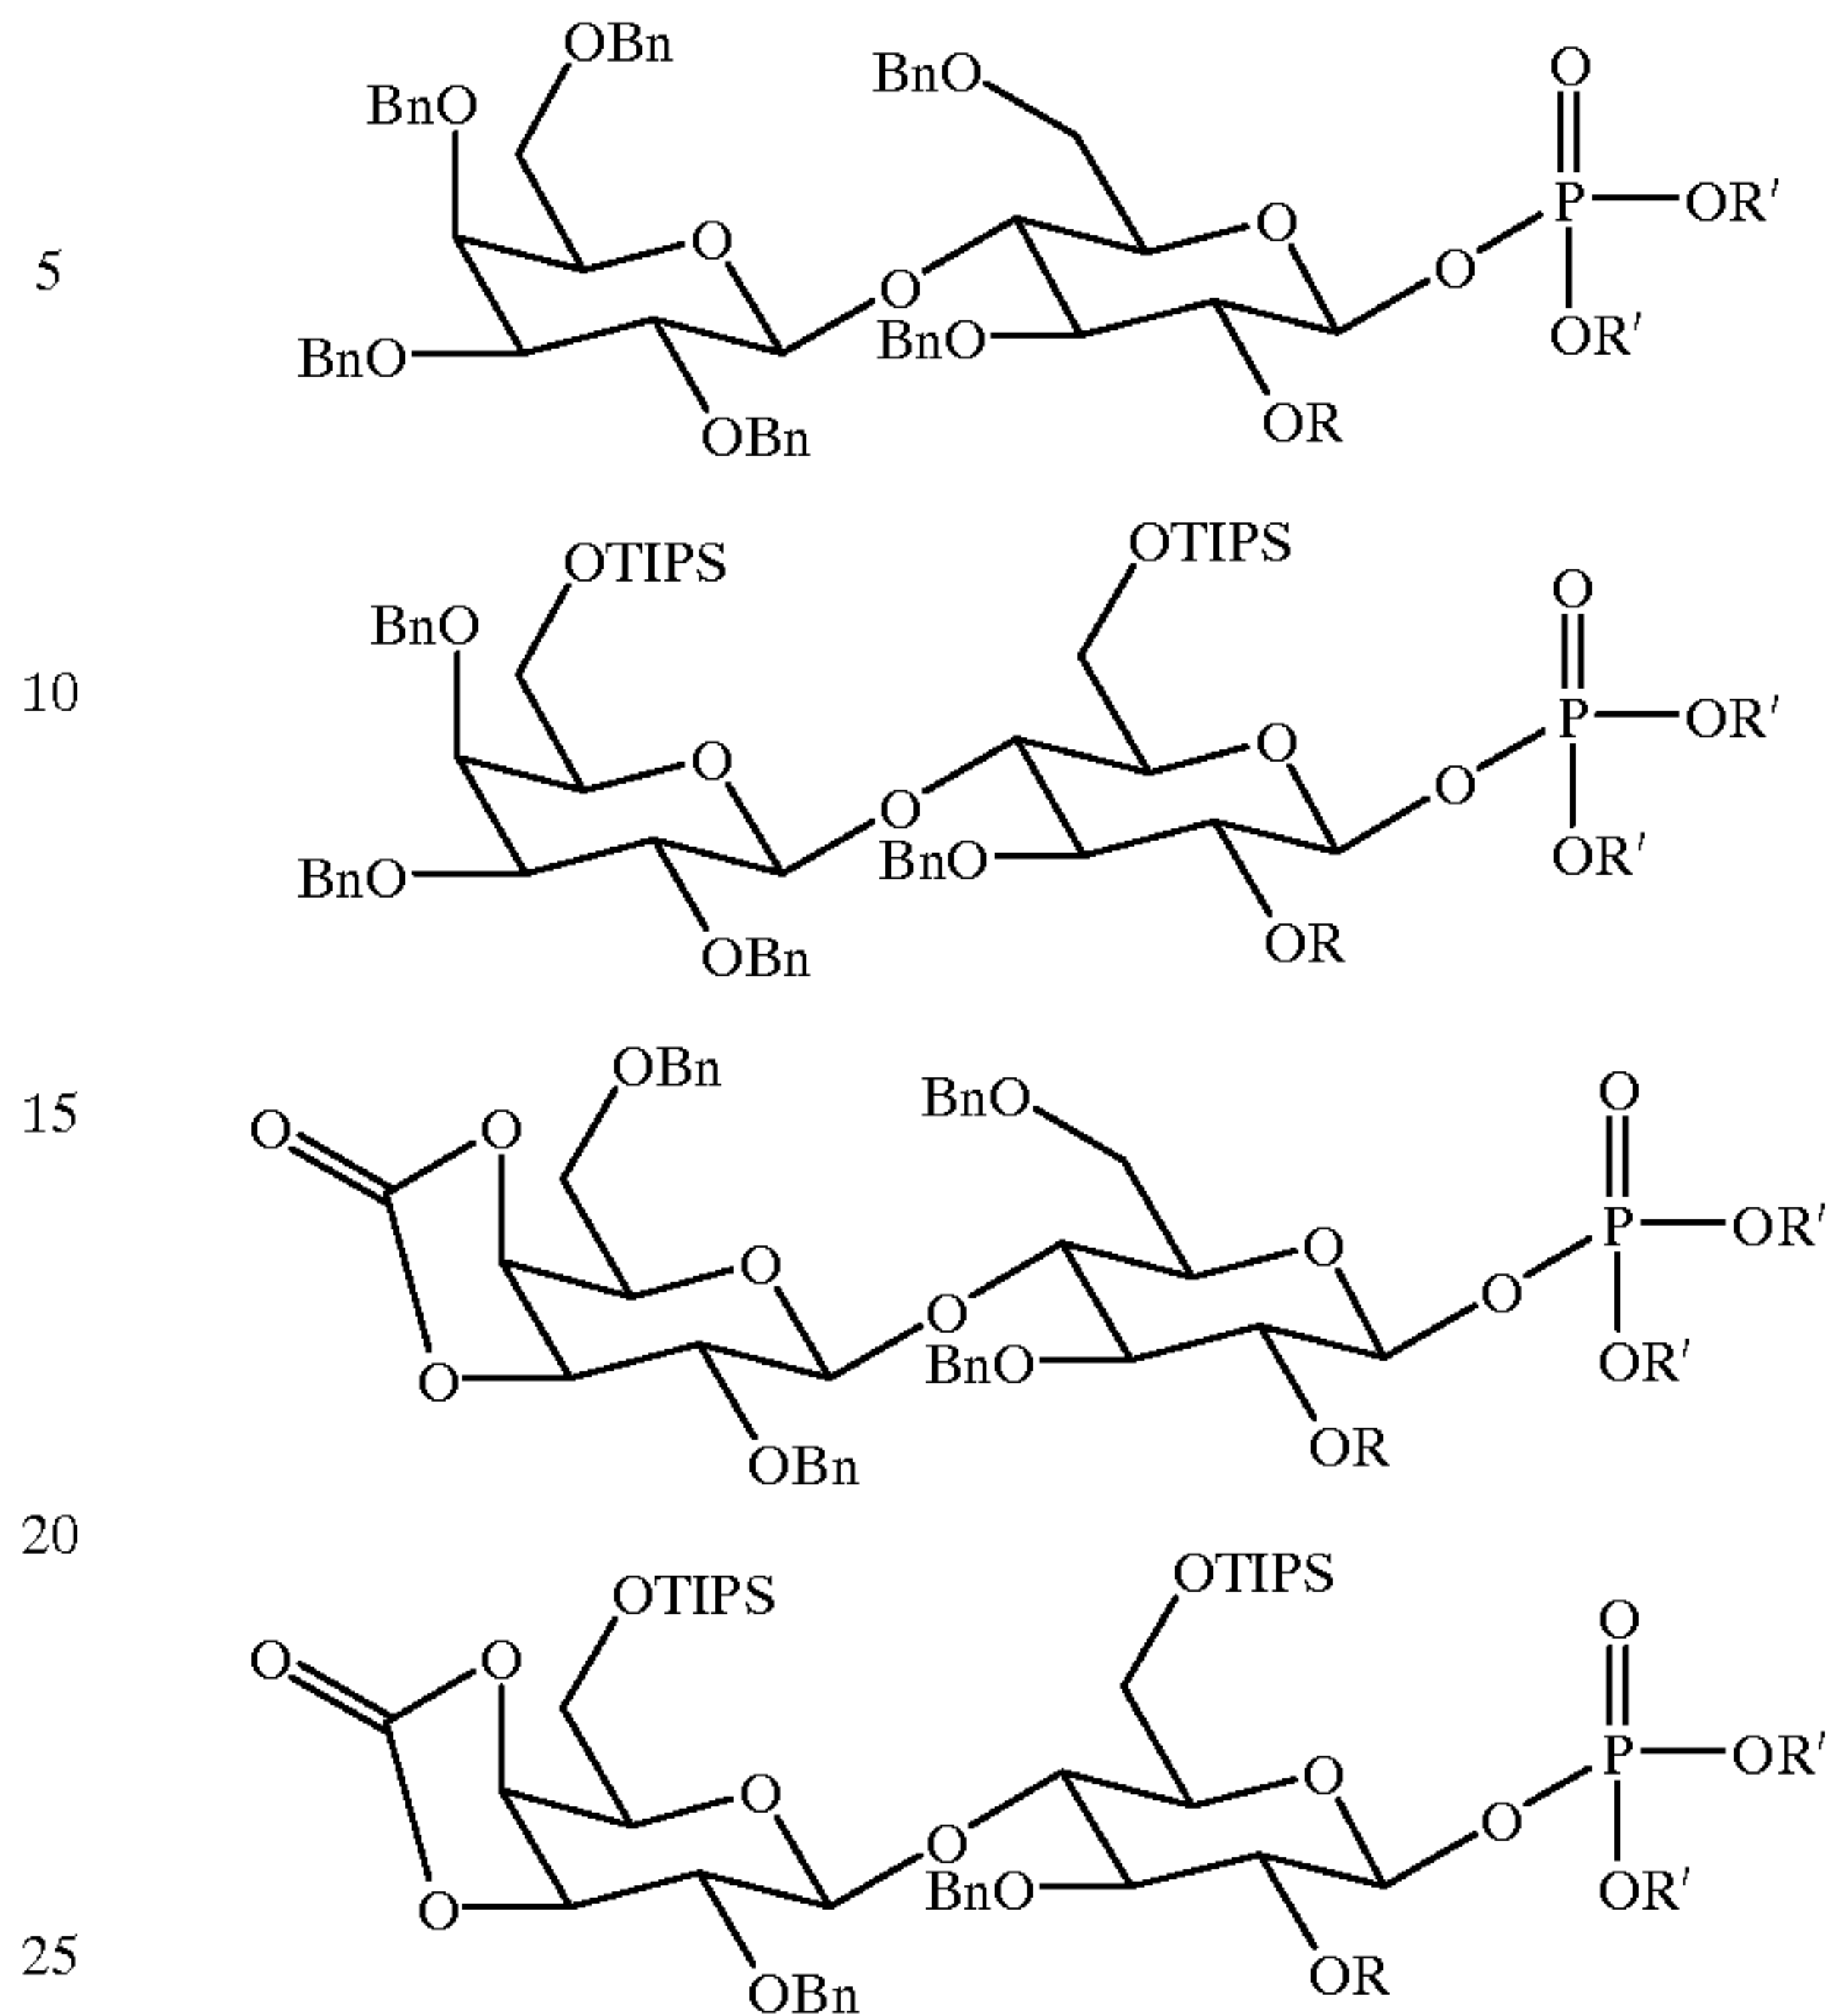 OBn
BnO BnO O
O P OR'
5 O O O
BnO BnO OR'
OBn OR
OTIPS OTIPS
BnO O
10 O O P OR'
O O
BnO BnO OR'
OBn OR
OBn BnO O
15 O O
O O P OR'
O O
O BnO OR'
OBn OR
20
OTIPS OTIPS O
O O
O O P OR'
O O
O BnO OR'
25 OBn OR